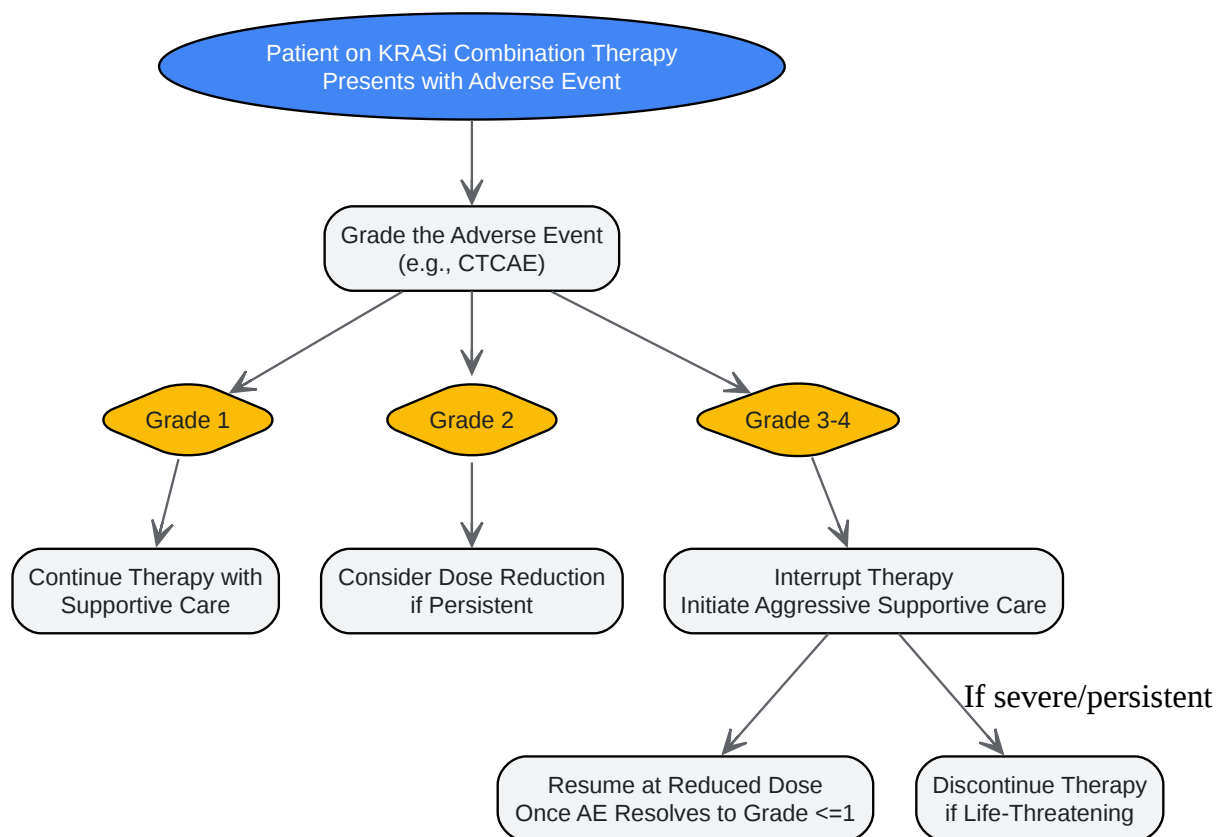 Patient on KRASi Combination Therapy
Presents with Adverse Event
Grade the Adverse Event
(e.g., CTCAE)
Grade 1
Grade 2
Grade 3-4
Continue Therapy with
Supportive Care
Consider Dose Reduction
if Persistent
Interrupt Therapy
Initiate Aggressive Supportive Care
If severe/persistent
Resume at Reduced Dose
Once AE Resolves to Grade <=1
Discontinue Therapy
if Life-Threatening